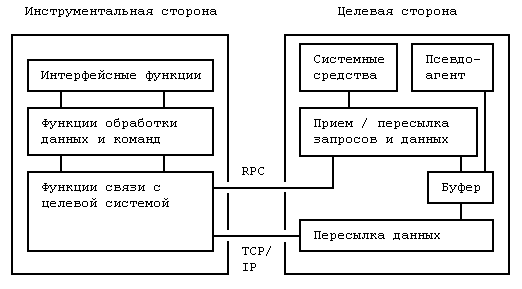 Инструментальная сторона
Целевая сторона
Интерфейсные функции
Функции обработки
данных и команд
Функции связи с
целевой системой
RPC
TCP/
IP
Системные
средства
Псевдо-
агент
Прием / пересылка
запросов и данных
Буфер
Пересылка данных